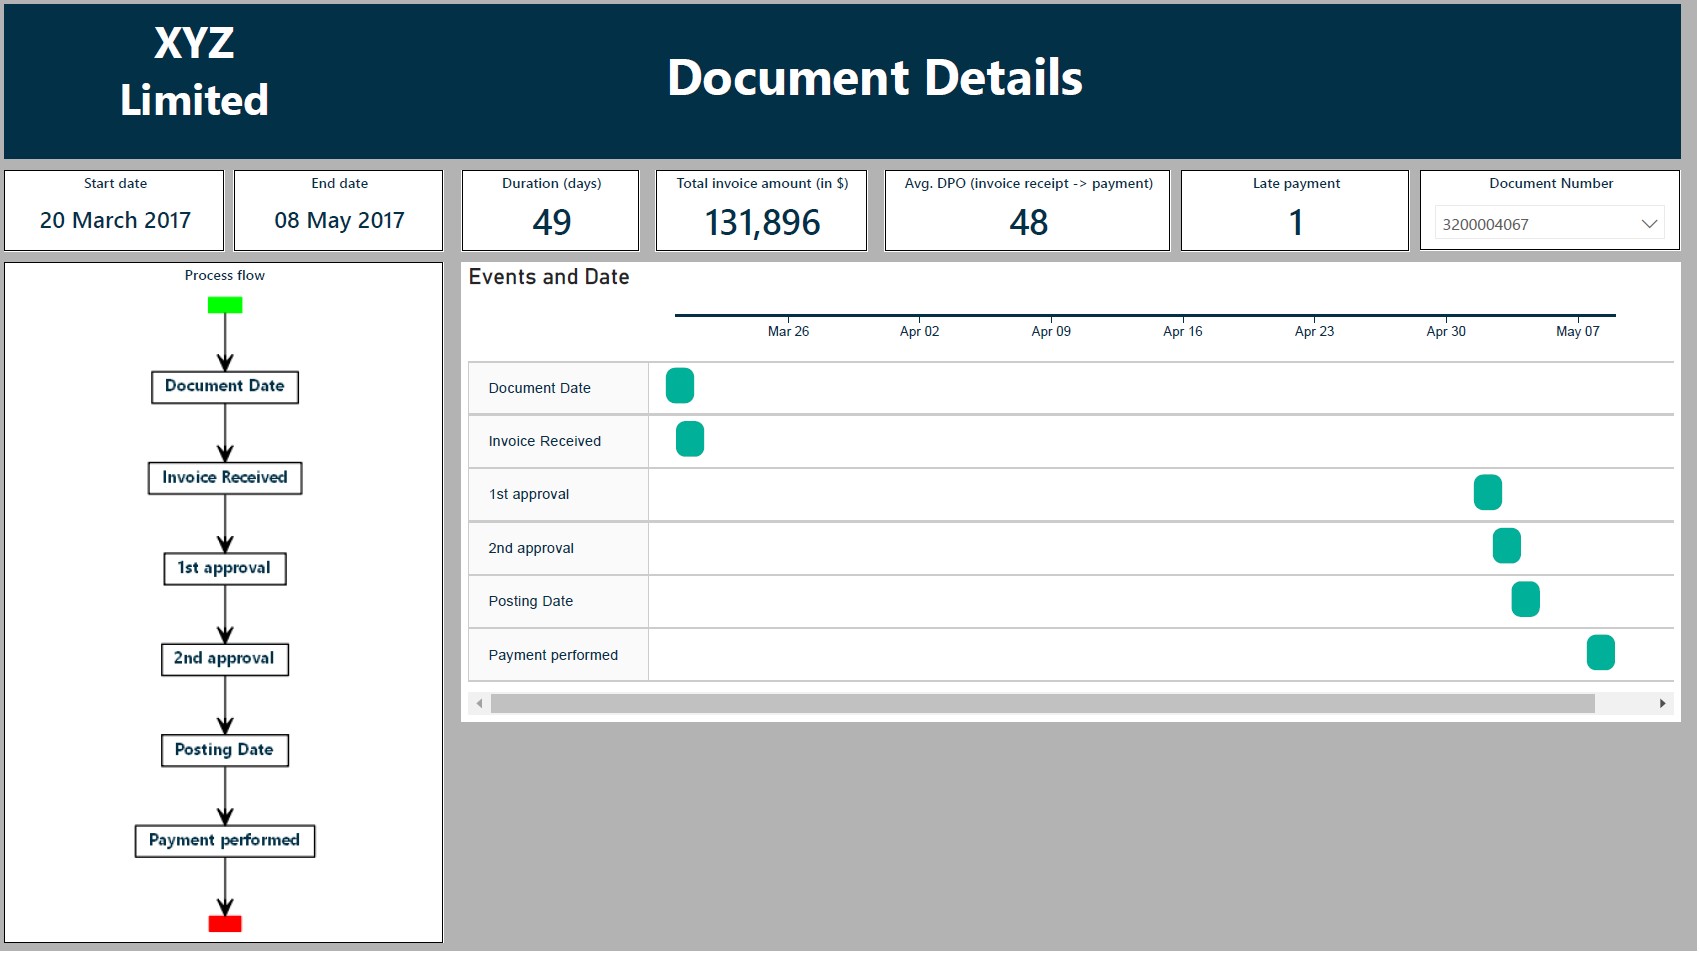 XYZ
Limited
Document Details
Start date
20 March 2017
End date
08 May 2017
Duration (days)
49
Total invoice amount (in $)
131,896
Avg. DPO (invoice receipt -> payment)
48
Late payment
1
Document Number
3200004067
Process flow
Document Date
Invoice Received
1st approval
2nd approval
Posting Date
Payment performed
Events and Date
Mar 26 Apr 02 Apr 09 Apr 16 Apr 23 Apr 30 May 07
Document Date
Invoice Received
1st approval
2nd approval
Posting Date
Payment performed